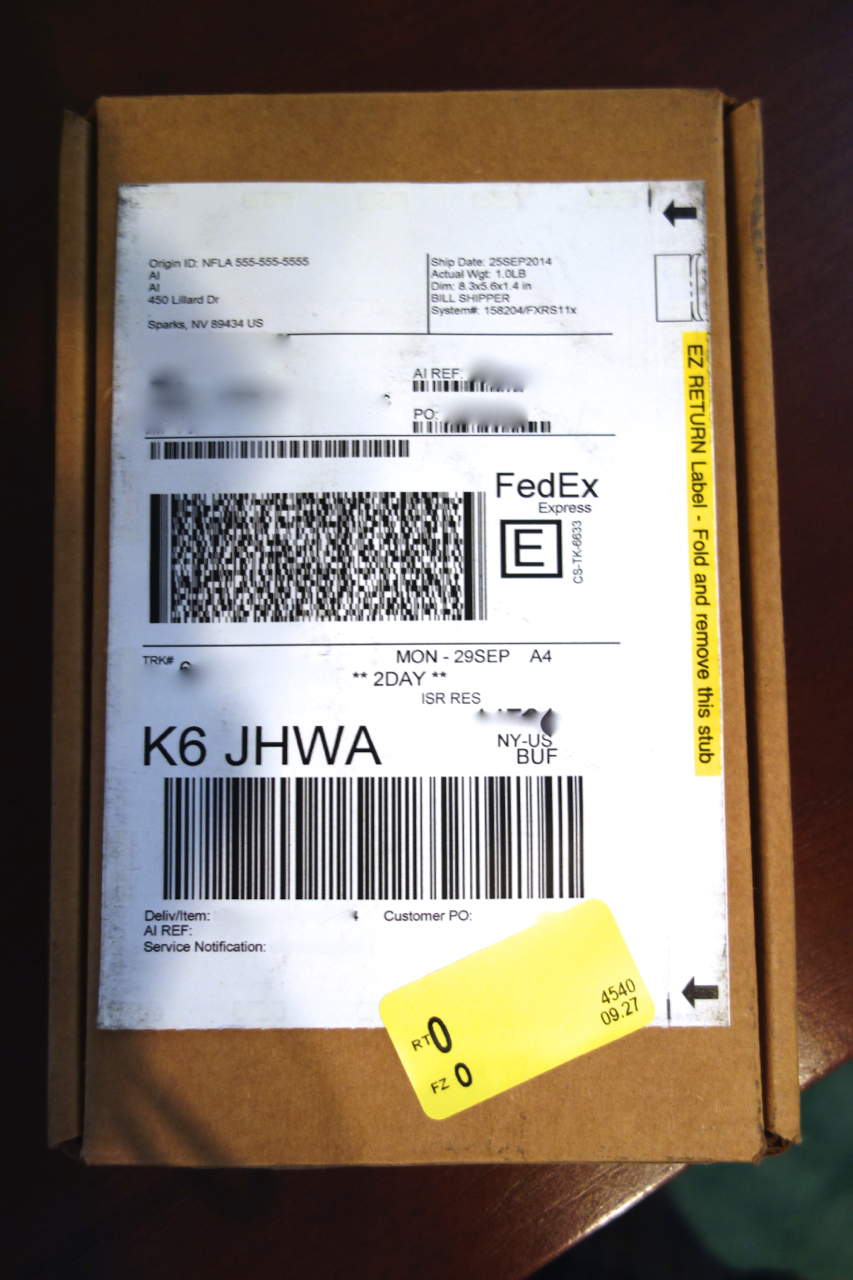 Origin ID: NFLA 555-555-5555
AI
AI
450 Lillard Dr
Sparks, NV 89434 US
Ship Date: 25SEP2014
Actual Wgt: 1.0LB
Dim: 8.3x5.6x1.4 in
BILL SHIPPER
System#: 158204/FXRS11x
AI REF:
PO:
EZ RETURN Label - Fold and remove this stub
FedEx
Express
E
CS-TK-6633
TRK#
MON - 29SEP A4
** 2DAY **
ISR RES
K6 JHWA
NY-US
BUF
Deliv/Item:
Customer PO:
AI REF:
Service Notification:
RT 0
FZ 0
4540
09.27